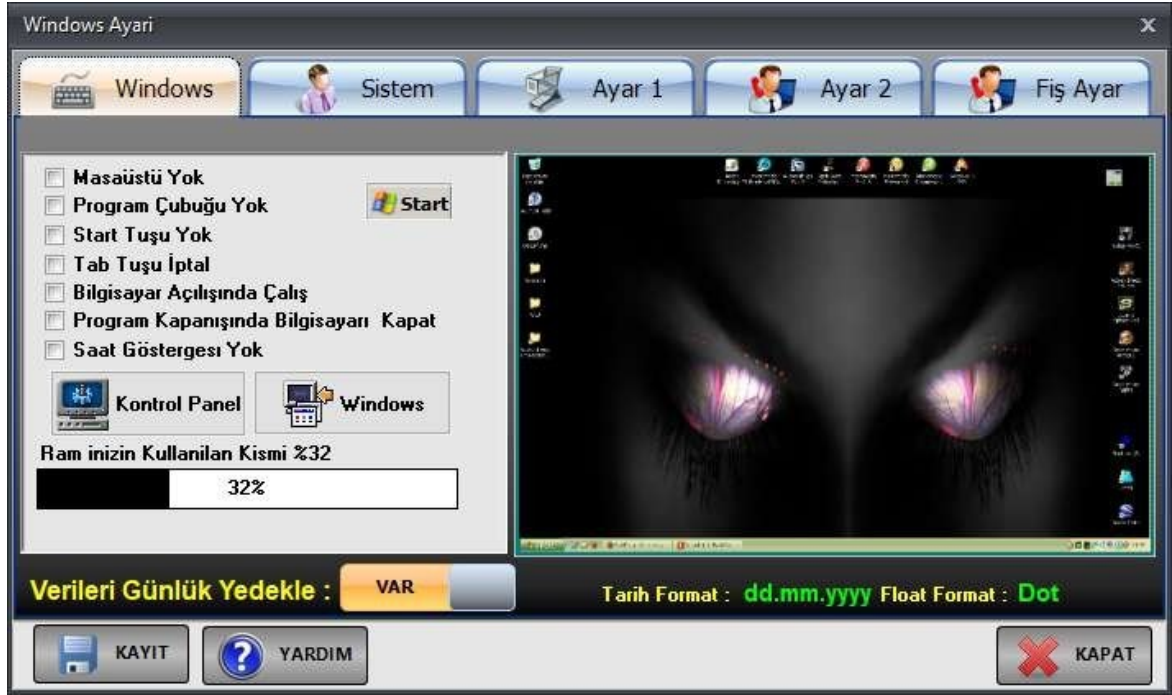 Windows Ayari
x
Windows Sistem Ayar 1 Ayar 2 Fiş Ayar
Masaüstü Yok
Program Çubuğu Yok
Start
Start Tuşu Yok
Tab Tuşu İptal
Bilgisayar Açılışında Çalış
Program Kapanışında Bilgisayarı Kapat
Saat Göstergesi Yok
Kontrol Panel Windows
Ram inizin Kullanilan Kismi %32
32%
Verileri Günlük Yedekle : VAR
Tarih Format : dd.mm.yyyy Float Format : Dot
KAYIT YARDIM KAPAT